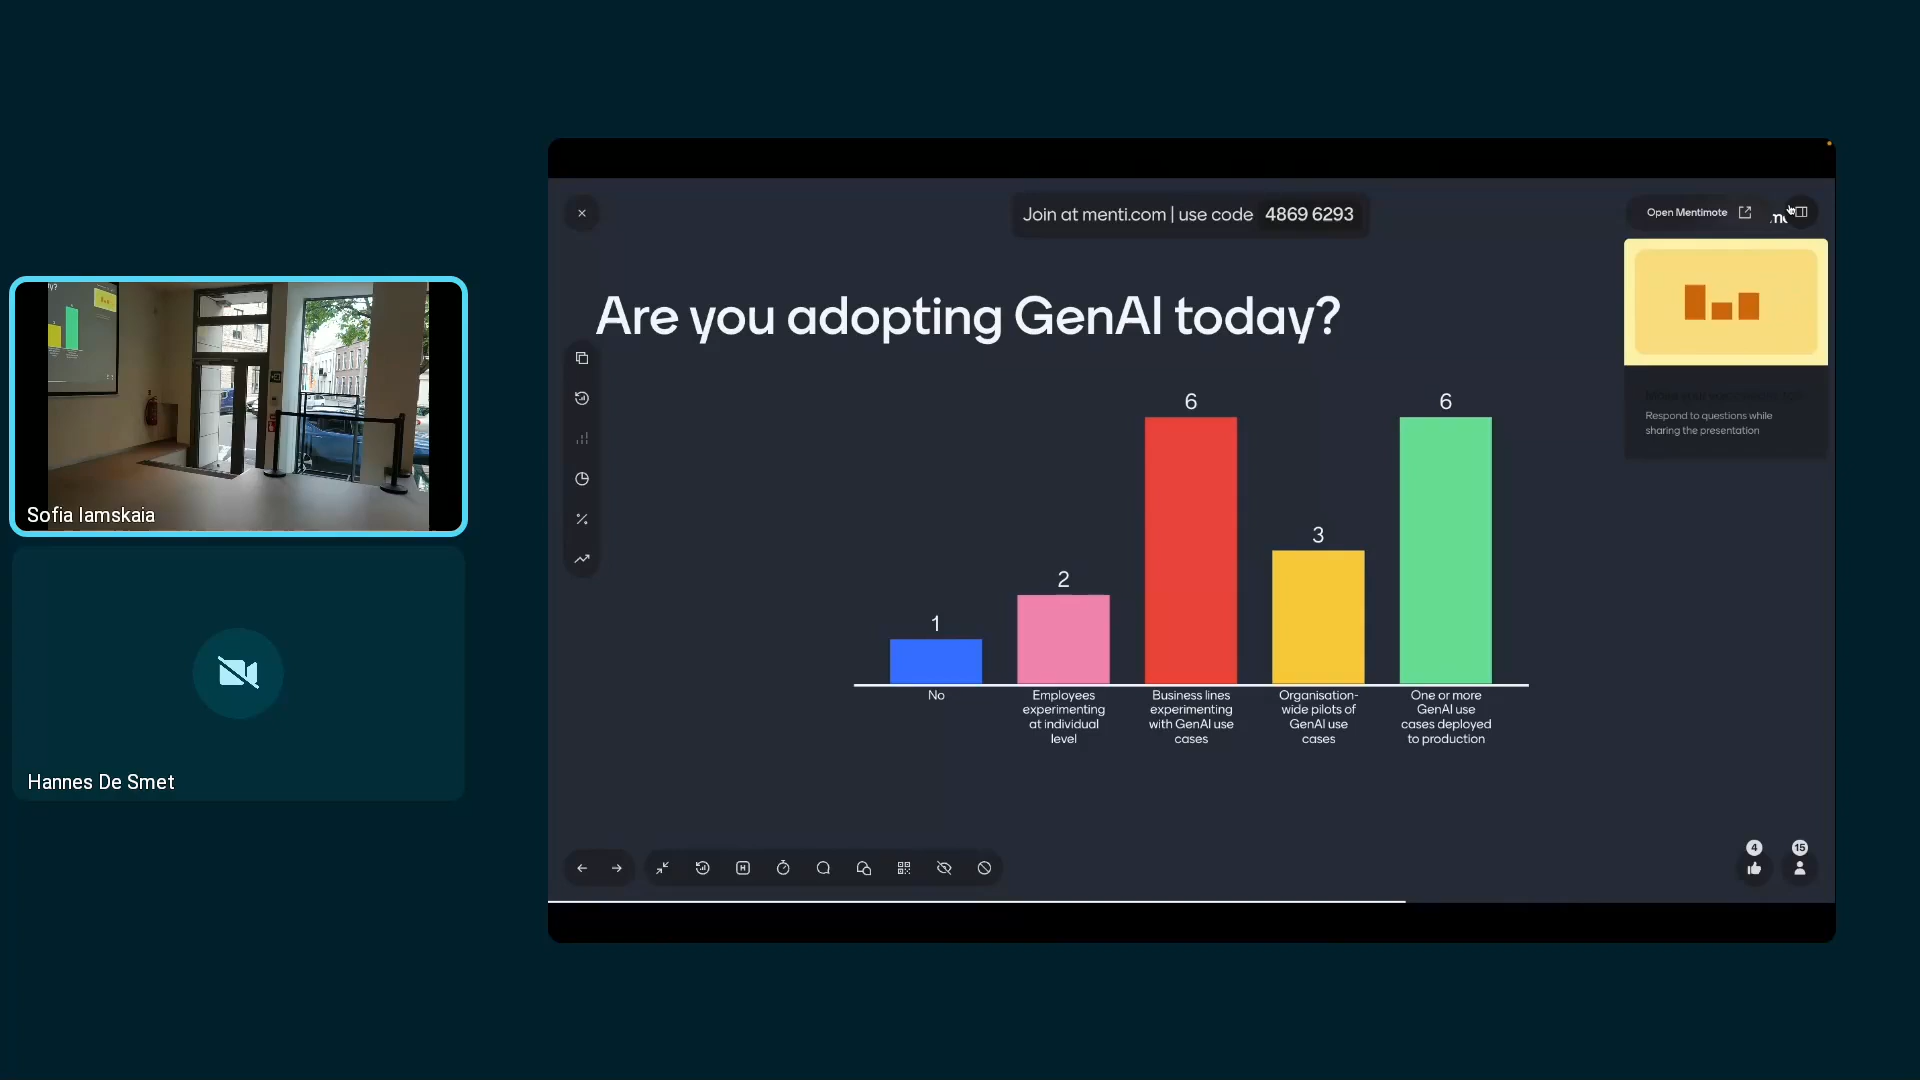 Join at menti.com | use code 4869 6293
Open Mentimote
Are you adopting GenAI today?
Respond to questions while
sharing the presentation
1
2
6
3
6
No
Employees
experimenting
at individual
level
Business lines
experimenting
with GenAI use
cases
Organisation-
wide pilots of
GenAI use
cases
One or more
GenAI use
cases deployed
to production
4
15
Sofia Iamskaia
Hannes De Smet